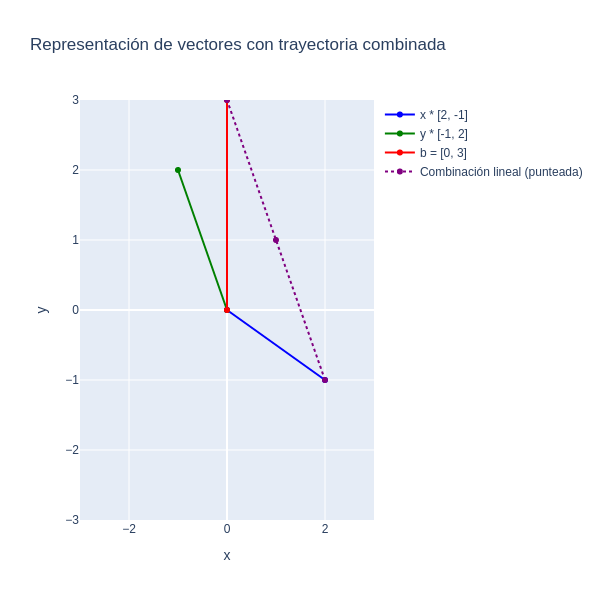 Representación de vectores con trayectoria combinada
x * [2, -1]
y * [-1, 2]
b = [0, 3]
Combinación lineal (punteada)
3
2
1
0
−1
−2
−3
y
−2
0
2
x